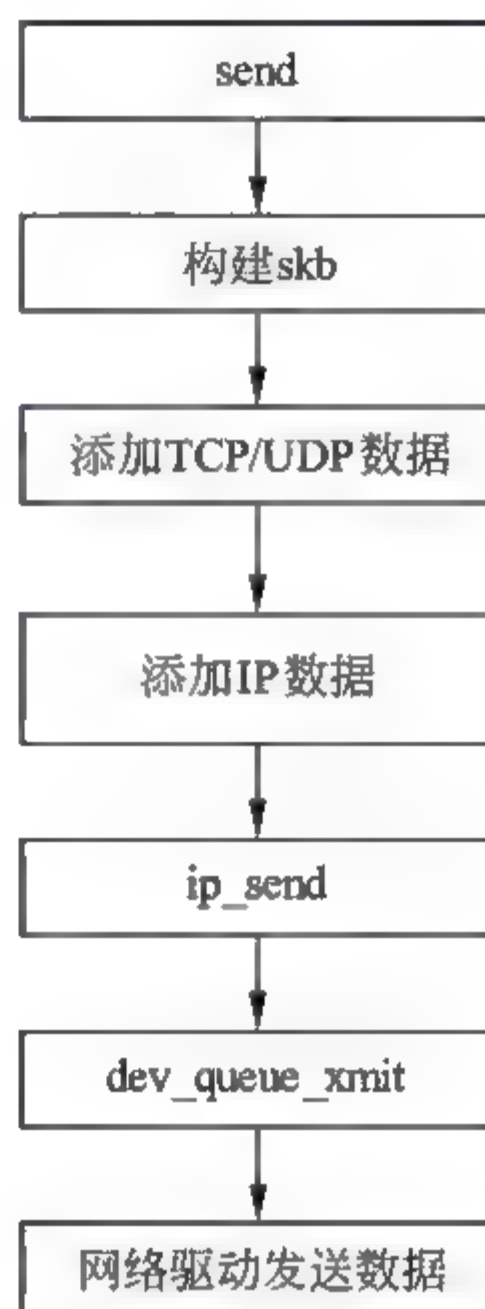 send
构建skb
添加TCP/UDP数据
添加IP数据
ip_send
dev_queue_xmit
网络驱动发送数据